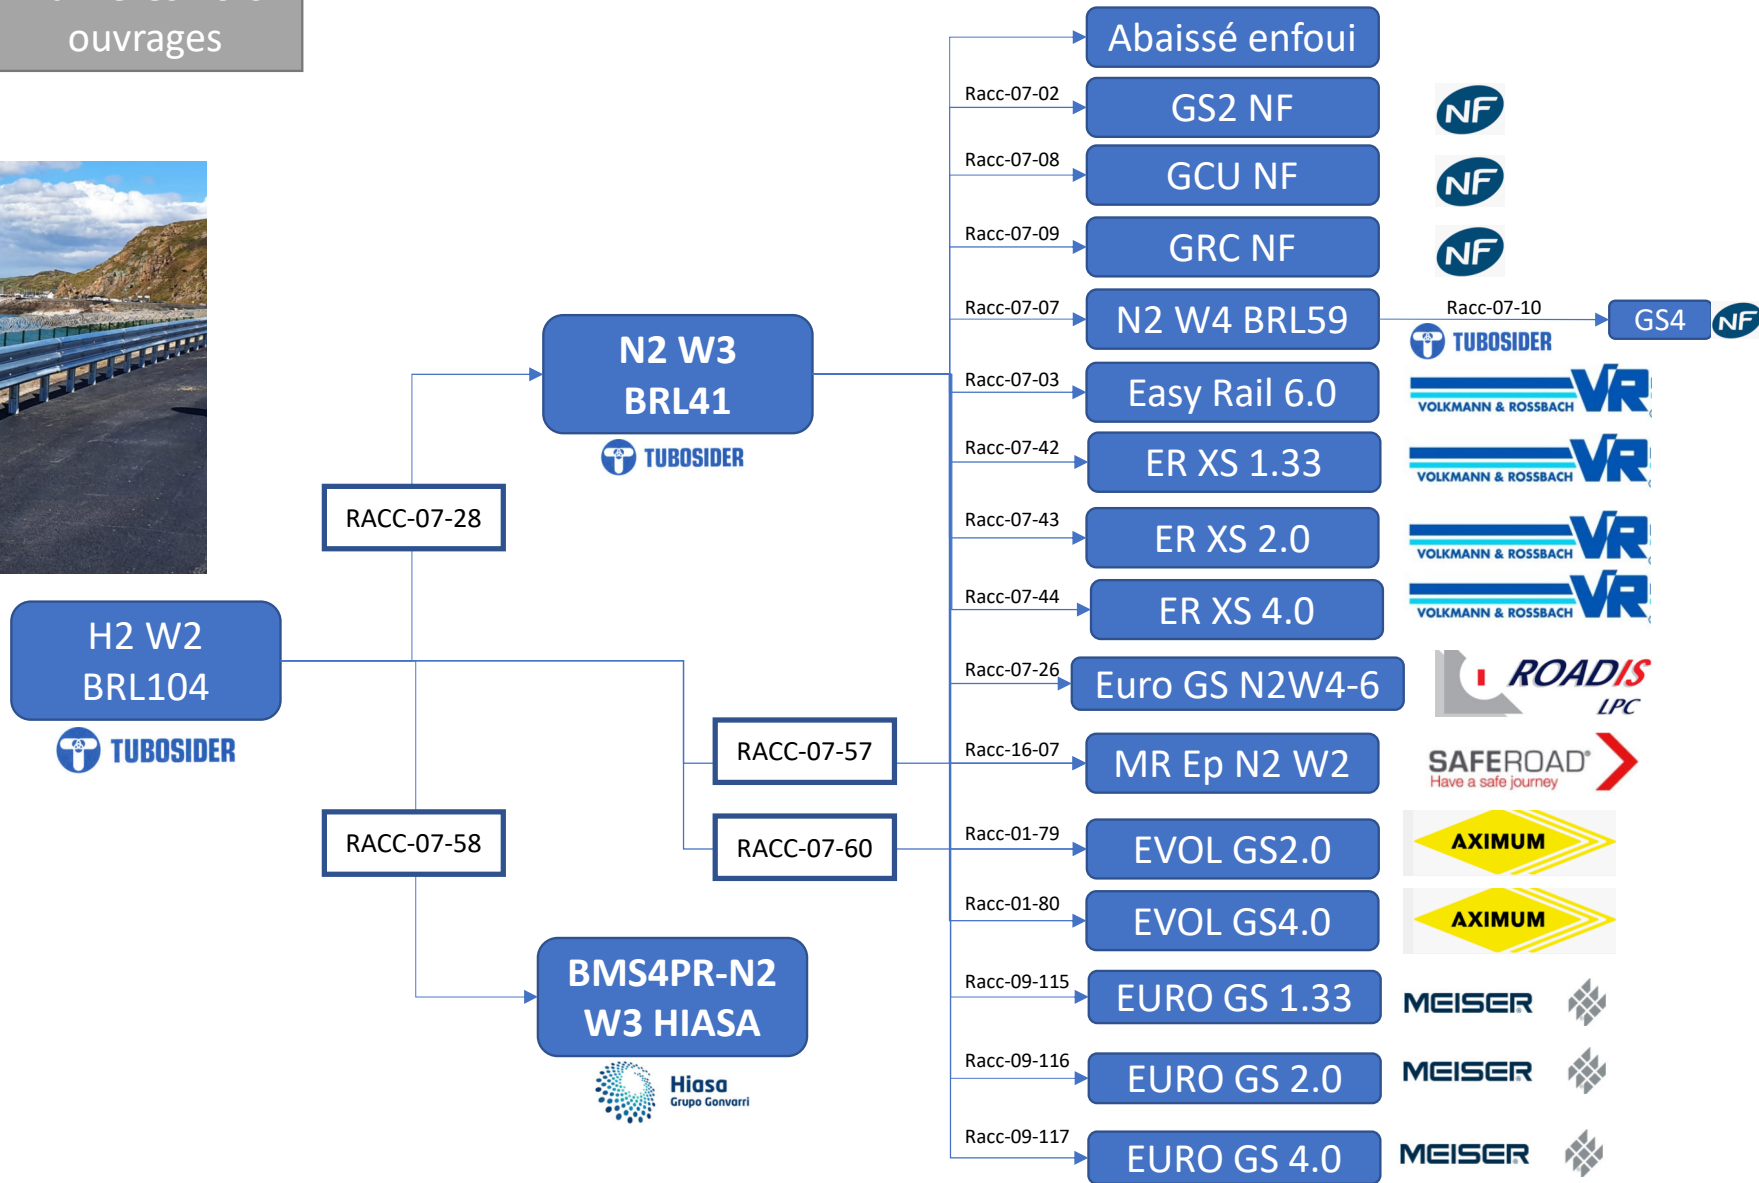 ouvrages
Abaissé enfoui
Racc-07-02
GS2 NF
NF
Racc-07-08
GCU NF
NF
Racc-07-09
GRC NF
NF
Racc-07-07
N2 W4 BRL59
Racc-07-10
TUBOSIDER
GS4
NF
N2 W3
BRL41
TUBOSIDER
Racc-07-03
Easy Rail 6.0
VOLKMANN & ROSSBACH VR
Racc-07-42
ER XS 1.33
VOLKMANN & ROSSBACH VR
RACC-07-28
Racc-07-43
ER XS 2.0
VOLKMANN & ROSSBACH VR
Racc-07-44
ER XS 4.0
VOLKMANN & ROSSBACH VR
H2 W2
BRL104
TUBOSIDER
Racc-07-26
Euro GS N2W4-6
ROADIS
LPC
RACC-07-57
Racc-16-07
MR Ep N2 W2
SAFEROAD®
Have a safe journey
RACC-07-58
RACC-07-60
Racc-01-79
EVOL GS2.0
AXIMUM
Racc-01-80
EVOL GS4.0
AXIMUM
BMS4PR-N2
W3 HIASA
Hiasa
Grupo Gonvarri
Racc-09-115
EURO GS 1.33
MEISER
Racc-09-116
EURO GS 2.0
MEISER
Racc-09-117
EURO GS 4.0
MEISER